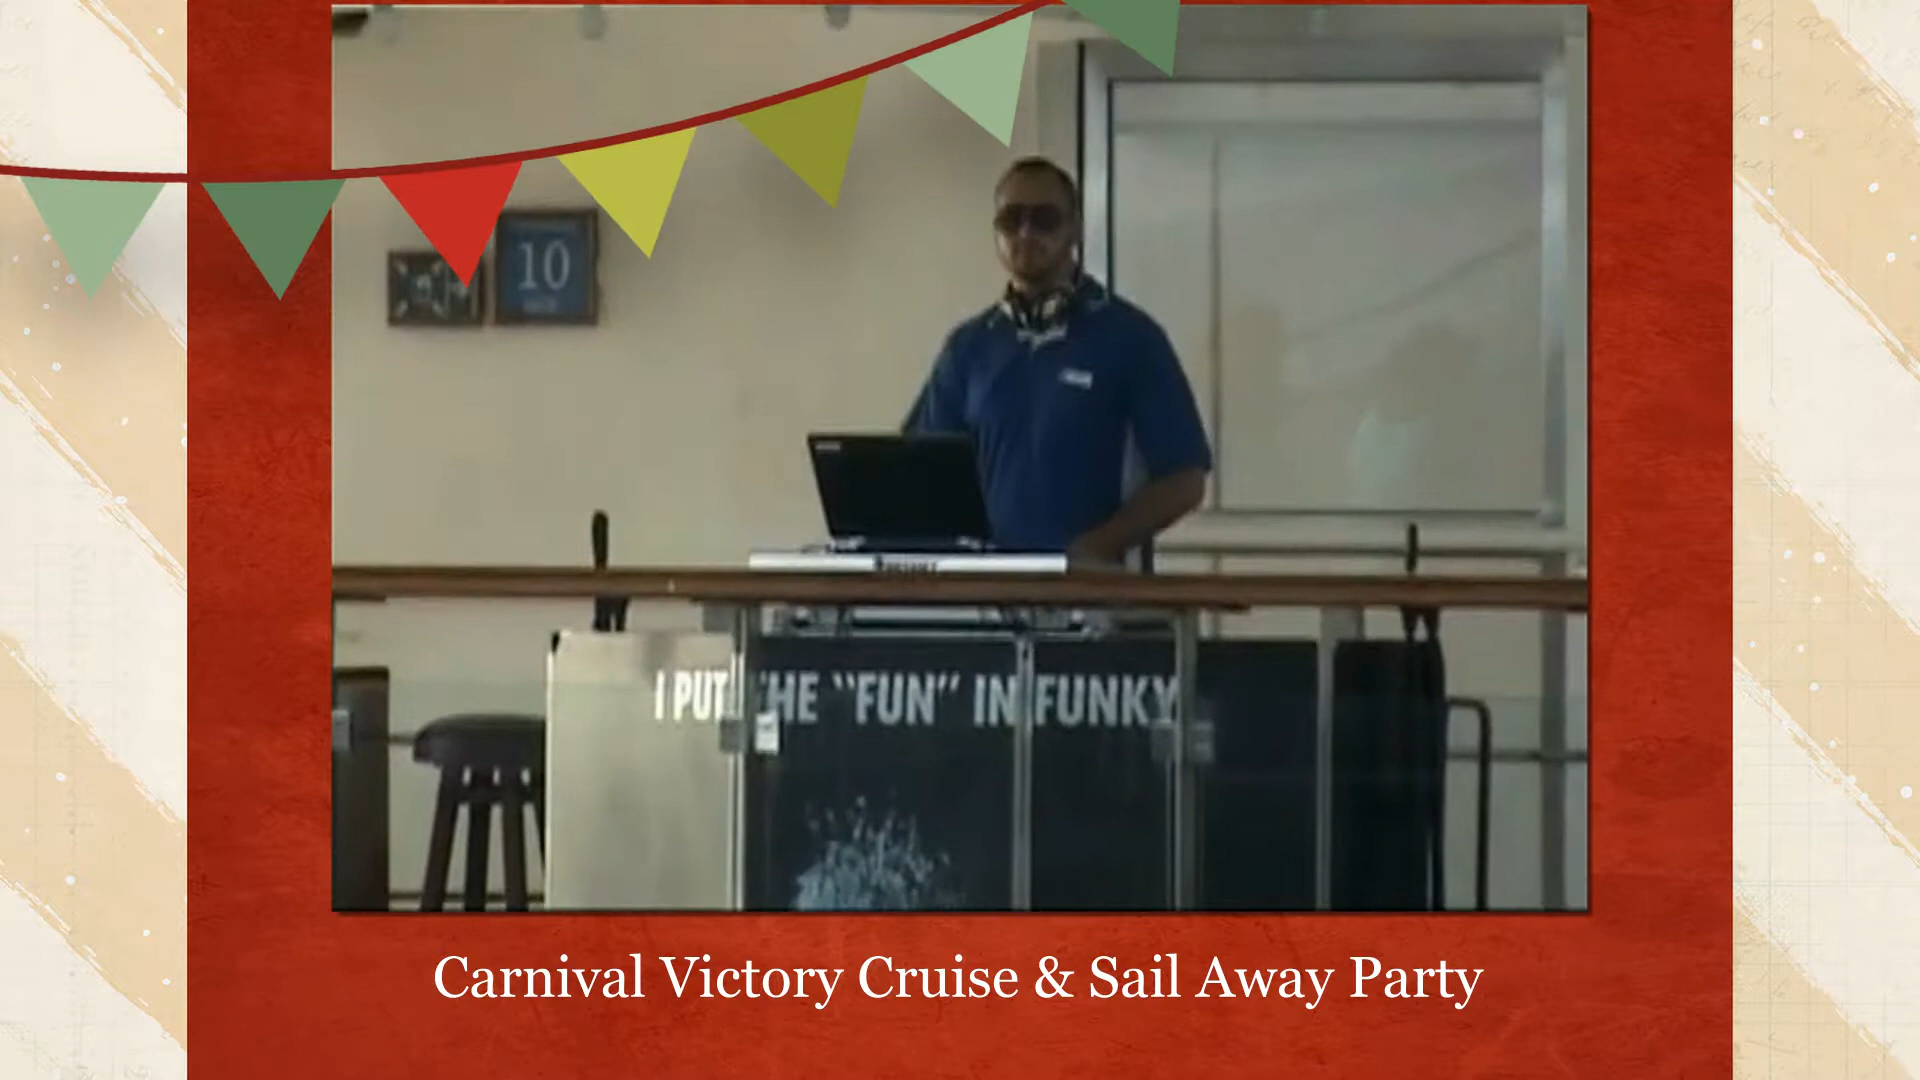 10
I PUT THE “FUN” IN FUNKY
Carnival Victory Cruise & Sail Away Party